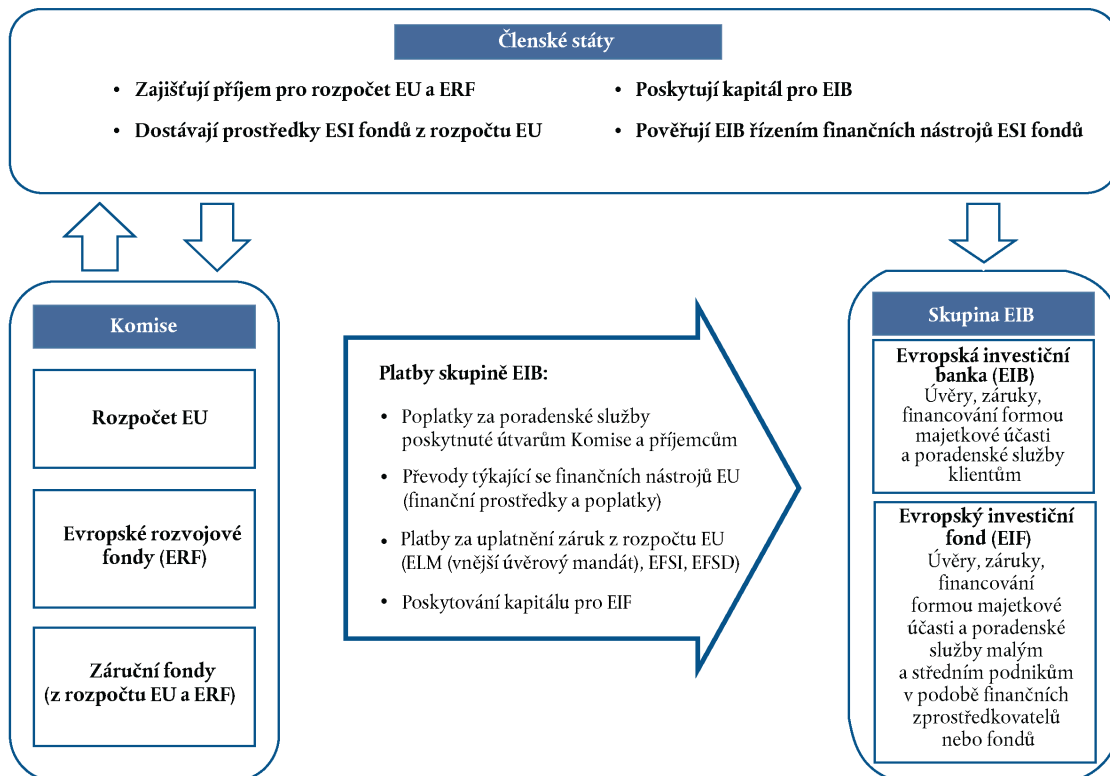 Členské státy
• Zajišťují příjem pro rozpočet EU a ERF
• Dostávají prostředky ESI fondů z rozpočtu EU
• Poskytují kapitál pro EIB
• Pověřují EIB řízením finančních nástrojů ESI fondů
Komise
Rozpočet EU
Evropské rozvojové
fondy (ERF)
Záruční fondy
(z rozpočtu EU a ERF)
Platby skupině EIB:
• Poplatky za poradenské služby
poskytnuté útvarům Komise a příjemcům
• Převody týkající se finančních nástrojů EU
(finanční prostředky a poplatky)
• Platby za uplatnění záruk z rozpočtu EU
(ELM (vnější úvěrový mandát), EFSI, EFSD)
• Poskytování kapitálu pro EIF
Skupina EIB
Evropská investiční
banka (EIB)
Úvěry, záruky,
financování formou
majetkové účasti
a poradenské služby
klientům
Evropský investiční
fond (EIF)
Úvěry, záruky,
financování
formou majetkové
účasti a poradenské
služby malým
a středním podnikům
v podobě finančních
zprostředkovatelů
nebo fondů